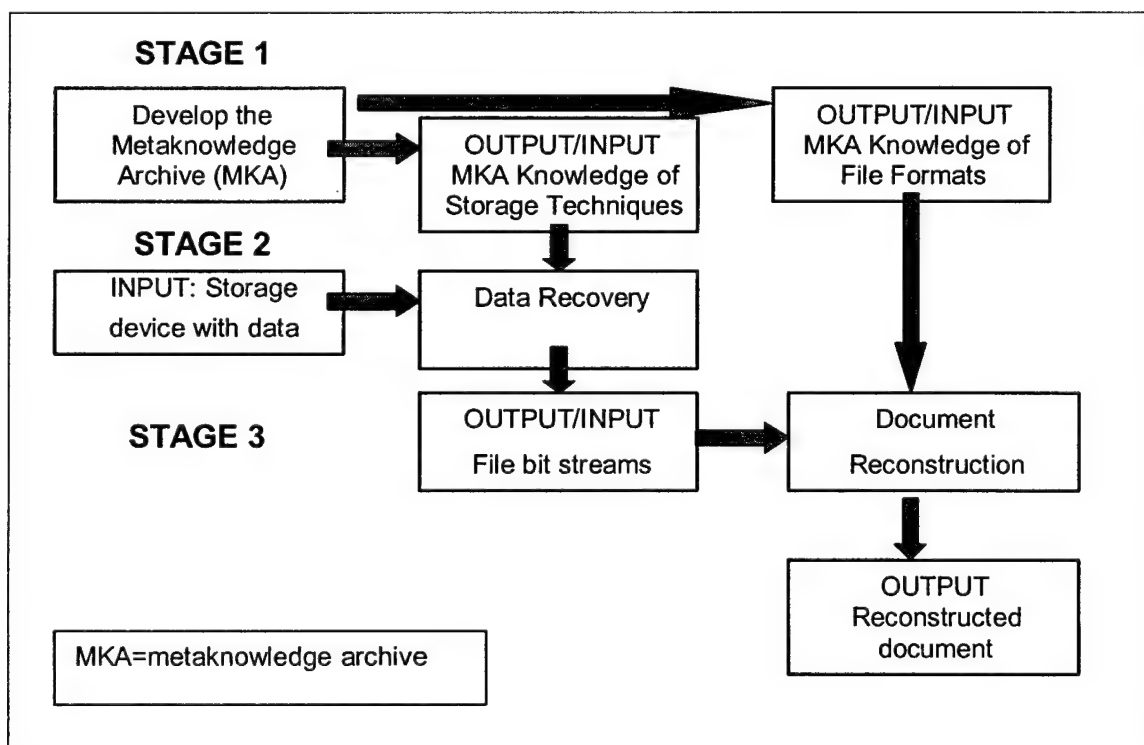 STAGE 1
Develop the
Metaknowledge
Archive (MKA)
OUTPUT/INPUT
MKA Knowledge of
Storage Techniques
OUTPUT/INPUT
MKA Knowledge of
File Formats
STAGE 2
INPUT: Storage
device with data
Data Recovery
STAGE 3
OUTPUT/INPUT
File bit streams
Document
Reconstruction
OUTPUT
Reconstructed
document
MKA=metaknowledge archive